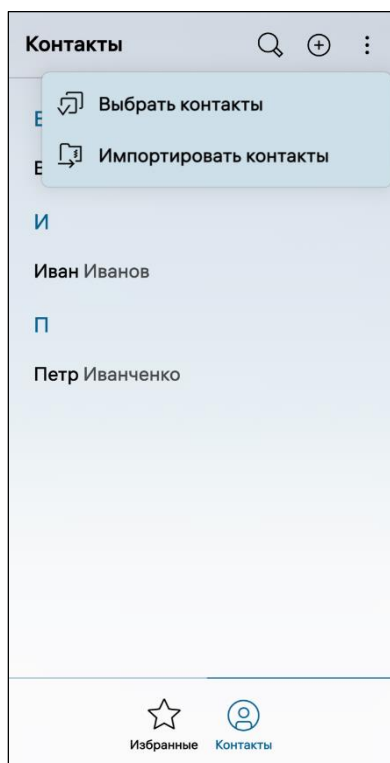 Контакты
Выбрать контакты
Импортировать контакты
И
Иван Иванов
П
Петр Иванченко
Избранные Контакты